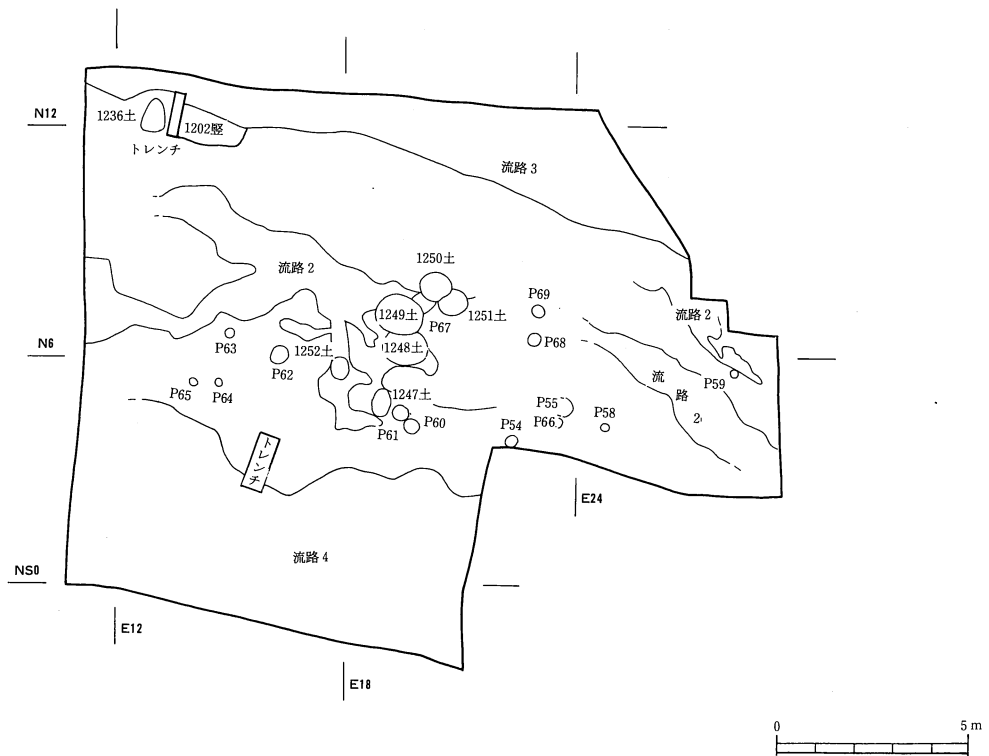 N12
1236土
1202竪
トレンチ
流路 3
1250土
流路 2
P69
1249土
P67
1251土
流路 2
P63
N6
1252土
1248土
P68
P62
P59
P65
P64
流路 2
1247土
P55
P61
P60
P66
P58
P54
トレンチ
E24
流路 4
NS0
E12
E18
0
5 m